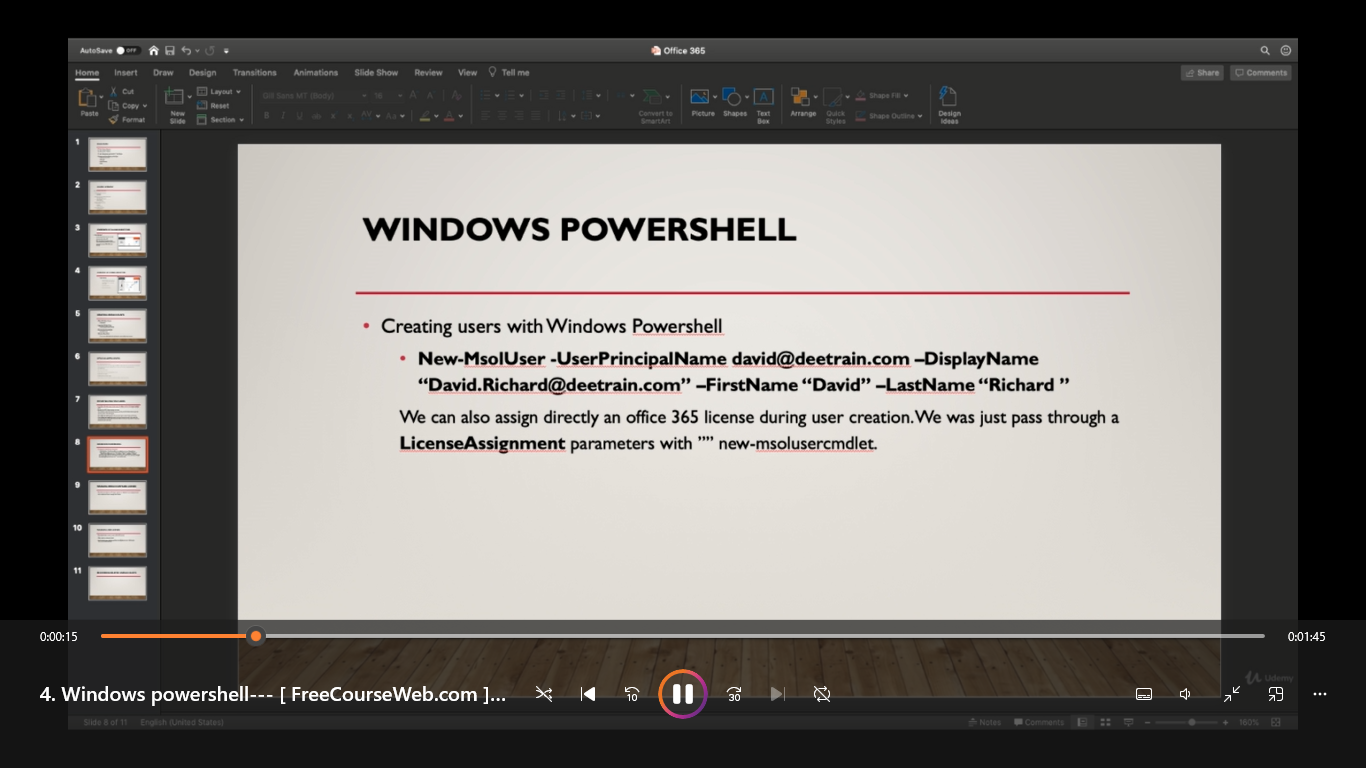 AutoSave OFF
Office 365
Home Insert Draw Design Transitions Animations Slide Show Review View Tell me
Share Comments
Paste
Cut
Copy
Format
New
Slide
Layout
Reset
Section
Gill Sans MT (Body)
Convert to
SmartArt
Picture
Shapes
Text
Box
Arrange
Quick
Styles
Shape Fill
Shape Outline
Design
Ideas
1
2
3
4
5
6
7
8
9
10
11
WINDOWS POWERSHELL
• Creating users with Windows Powershell
• New-MsolUser -UserPrincipalName david@deetrain.com –DisplayName
“David.Richard@deetrain.com” –FirstName “David” –LastName “Richard ”
We can also assign directly an office 365 license during user creation. We was just pass through a
LicenseAssignment parameters with ”” new-msolusercmdlet.
0:00:15
0:01:45
4. Windows powershell--- [ FreeCourseWeb.com ]...
10
30
Udemy
Slide 8 of 11 English (United States)
Notes Comments
160%